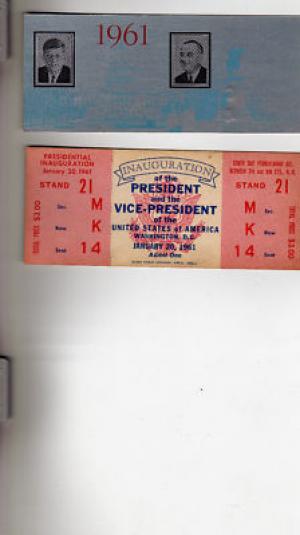 1961
PRESIDENTIAL
INAUGURATION
January 20, 1961
STAND 21
Sec. M
Row K
Seat 14
TOTAL PRICE $3.00
INAUGURATION
of the
PRESIDENT
and the
VICE-PRESIDENT
of the
UNITED STATES of AMERICA
WASHINGTON, D.C.
JANUARY 20, 1961
Admit One
STAND 21
Sec. M
Row K
Seat 14
TOTAL PRICE $3.00